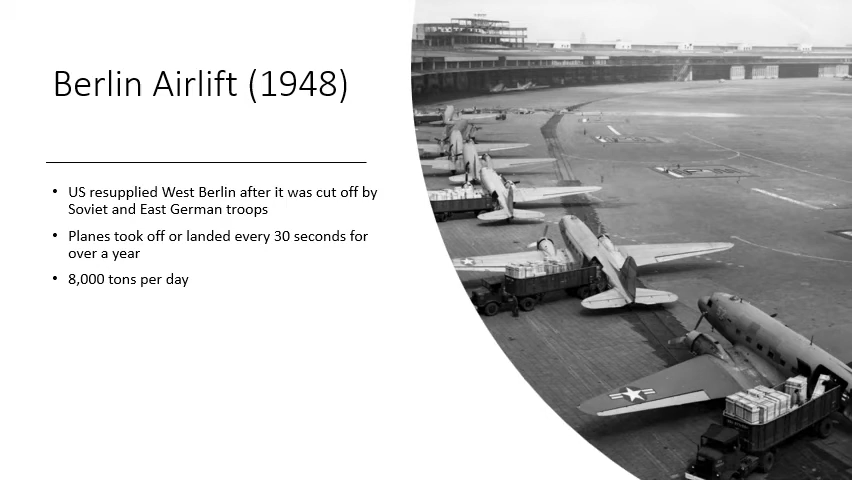 Berlin Airlift (1948)
• US resupplied West Berlin after it was cut off by
Soviet and East German troops
• Planes took off or landed every 30 seconds for
over a year
• 8,000 tons per day